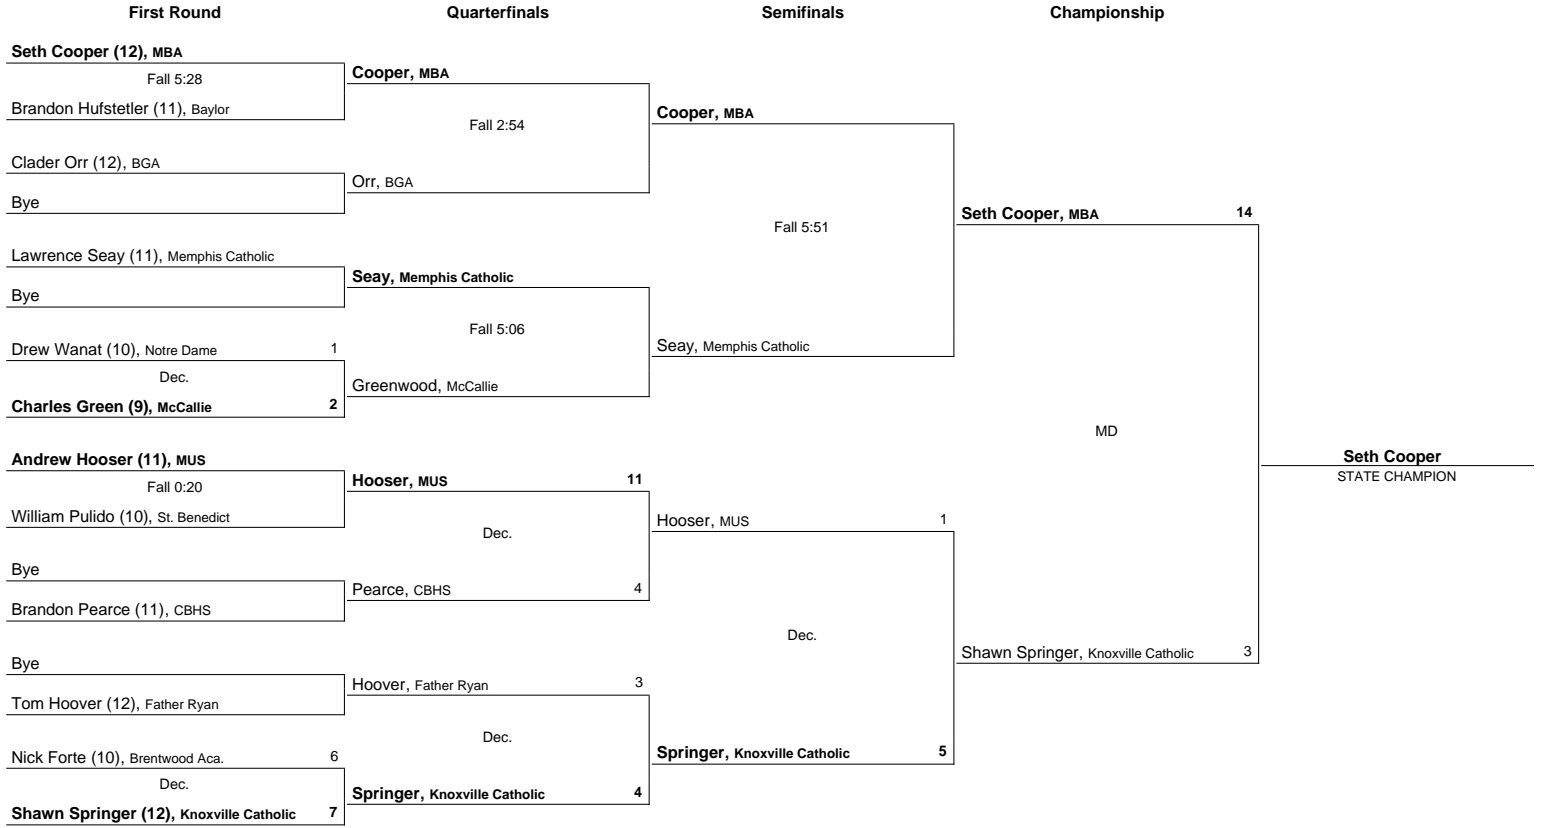 First Round Quarterfinals Semifinals Championship
Seth Cooper (12), MBA
Fall 5:28
Brandon Hufstetler (11), Baylor
Clader Orr (12), BGA
Bye
Lawrence Seay (11), Memphis Catholic
Bye
Drew Wanat (10), Notre Dame 1
Dec.
Charles Green (9), McCallie 2
Andrew Hooser (11), MUS
Fall 0:20
William Pulido (10), St. Benedict
Bye
Brandon Pearce (11), CBHS
Bye
Tom Hoover (12), Father Ryan
Nick Forte (10), Brentwood Aca. 6
Dec.
Shawn Springer (12), Knoxville Catholic 7
Cooper, MBA
Fall 2:54
Orr, BGA
Seay, Memphis Catholic
Fall 5:06
Greenwood, McCallie
Hooser, MUS 11
Dec.
Pearce, CBHS 4
Hoover, Father Ryan 3
Dec.
Springer, Knoxville Catholic 4
Cooper, MBA
Fall 5:51
Seay, Memphis Catholic
Hooser, MUS 1
Dec.
Springer, Knoxville Catholic 5
Seth Cooper, MBA 14
MD
Shawn Springer, Knoxville Catholic 3
Seth Cooper
STATE CHAMPION